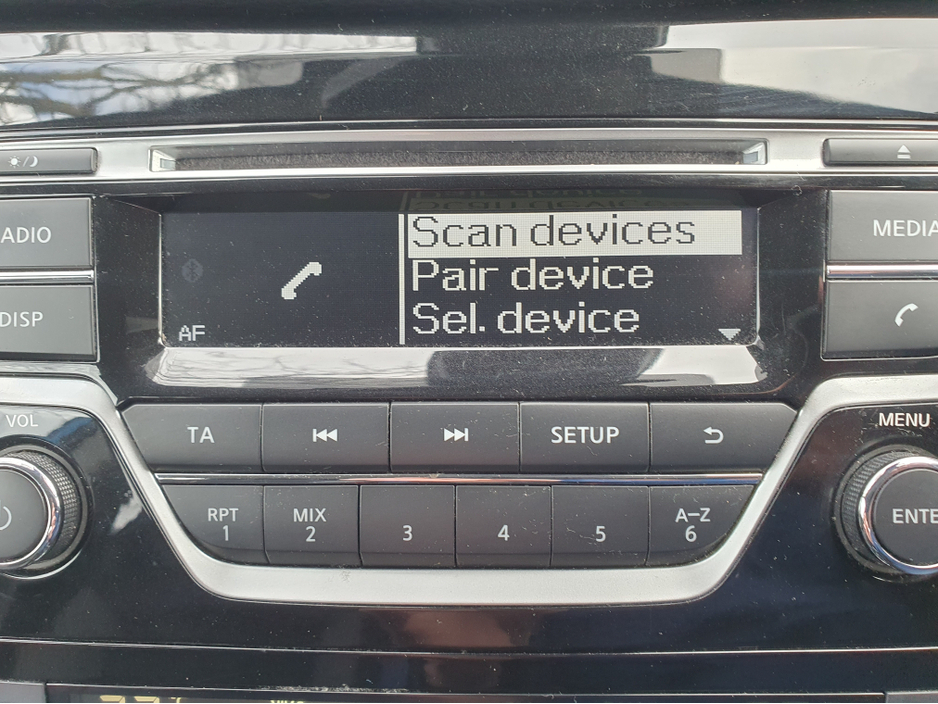 Scan devices
Pair device
Sel. device
AF
ADIO
DISP
MEDIA
VOL
MENU
TA
SETUP
RPT
1
MIX
2
3
4
5
A-Z
6
ENTE